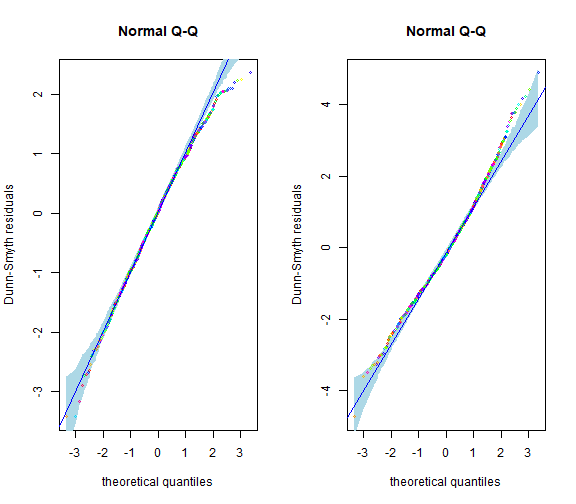 Normal Q-Q
Dunn-Smyth residuals
2
1
0
-1
-2
-3
-3 -2 -1 0 1 2 3
theoretical quantiles
Normal Q-Q
Dunn-Smyth residuals
4
2
0
-2
-4
-3 -2 -1 0 1 2 3
theoretical quantiles